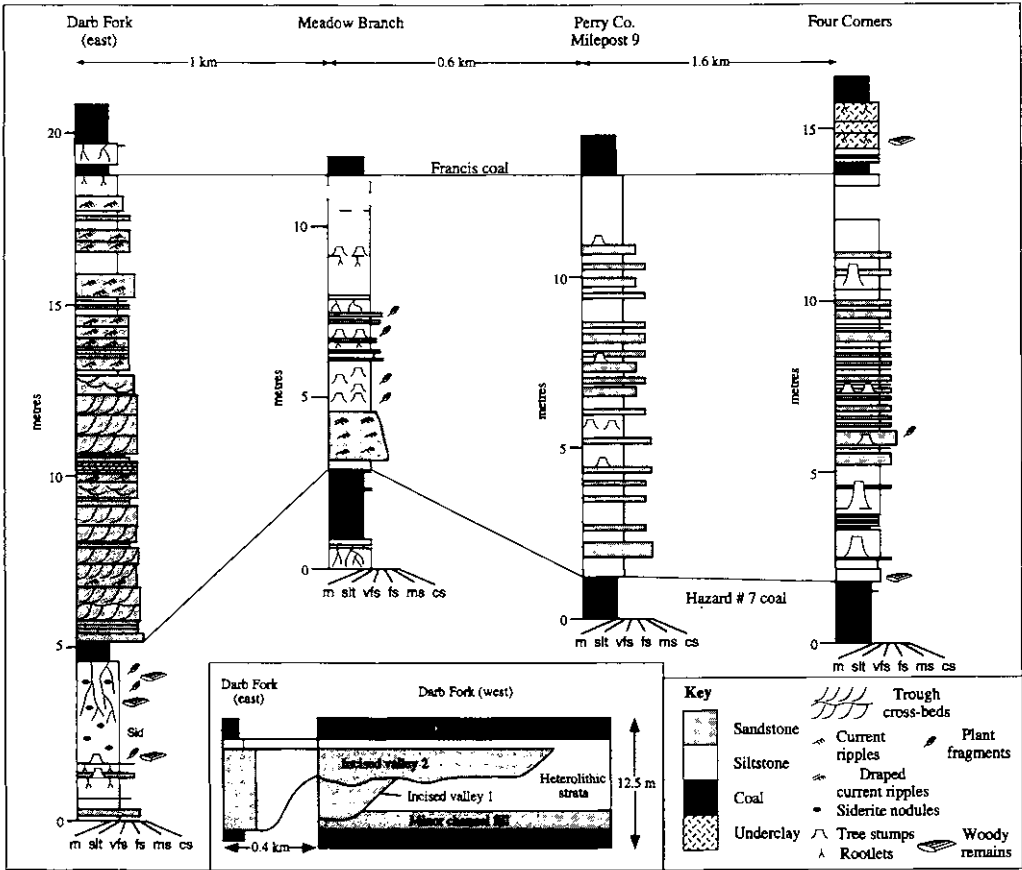 Darb Fork
(east)
Meadow Branch
Perry Co.
Milepost 9
Four Corners
1 km
0.6 km
1.6 km
Francis coal
20
15
10
5
0
metres
Sid
m slt vfs fs ms cs
10
5
0
metres
m slt vfs fs ms cs
10
5
0
metres
m slt vfs fs ms cs
15
10
5
0
metres
m slt vfs fs ms cs
Hazard # 7 coal
Darb Fork
(east)
Darb Fork (west)
Incised valley 2
Incised valley 1
Heterolithic
strata
Minor channel fill
12.5 m
0.4 km
Key
Sandstone
Siltstone
Coal
Underclay
Trough
cross-beds
Current
ripples
Plant
fragments
Draped
current ripples
Siderite nodules
Tree stumps
Rootlets
Woody
remains